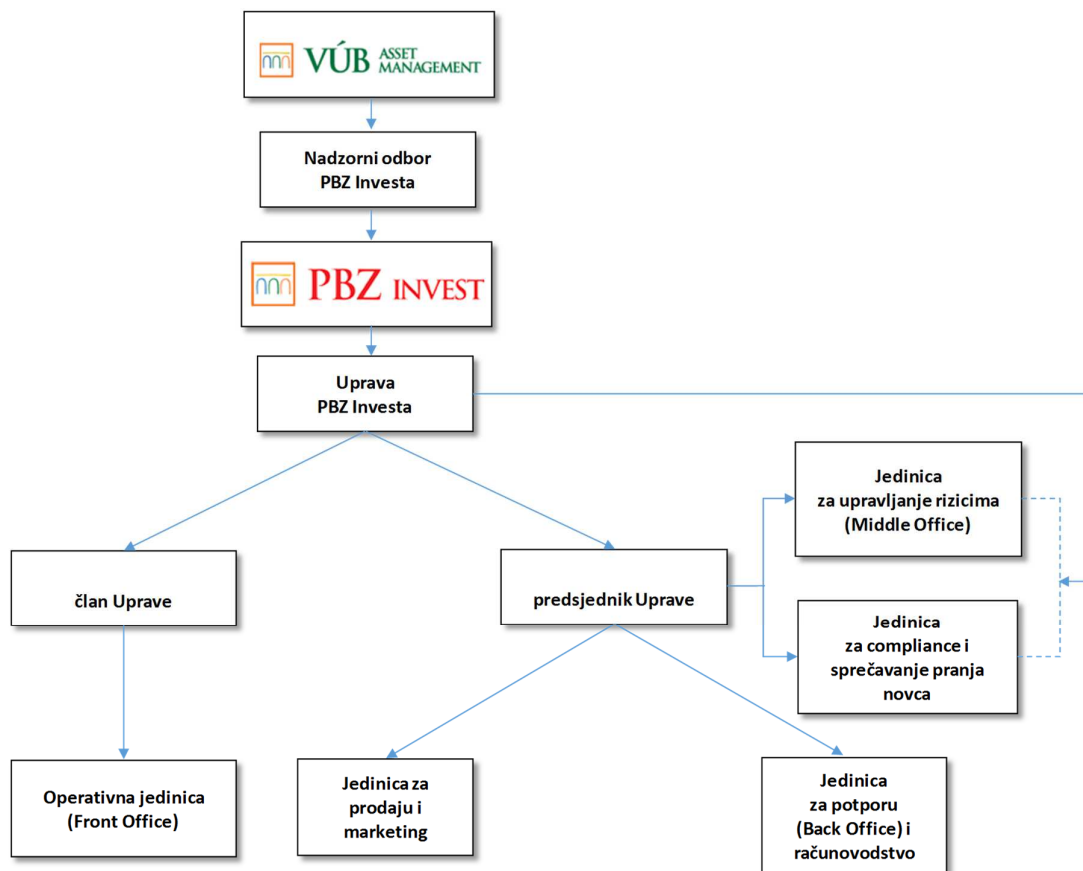 VÚB ASSET MANAGEMENT
Nadzorni odbor
PBZ Investa
PBZ INVEST
Uprava
PBZ Investa
Jedinica
za upravljanje rizicima
(Middle Office)
član Uprave
predsjednik Uprave
Jedinica
za compliance i
sprečavanje pranja
novca
Operativna jedinica
(Front Office)
Jedinica za
prodaju i
marketing
Jedinica
za potporu
(Back Office) i
računovodstvo